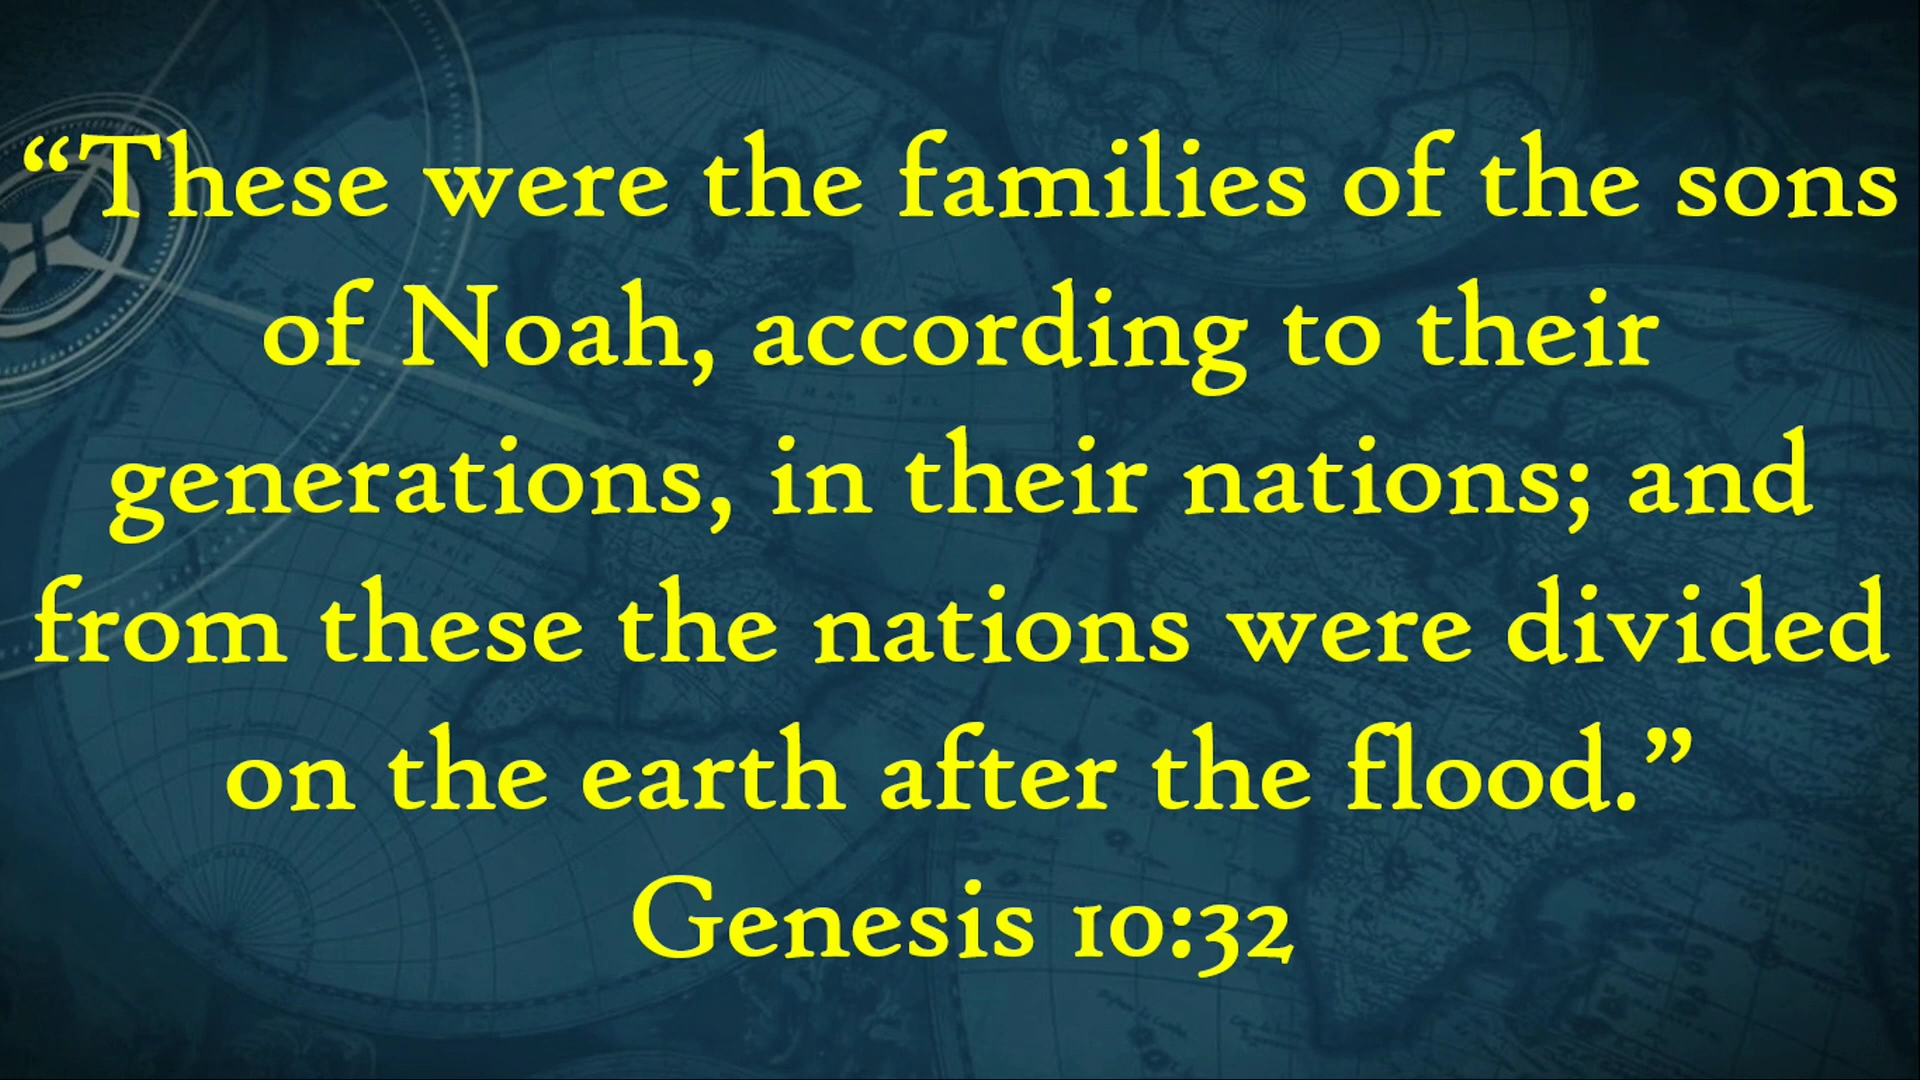 “These were the families of the sons
of Noah, according to their
generations, in their nations; and
from these the nations were divided
on the earth after the flood.”
Genesis 10:32